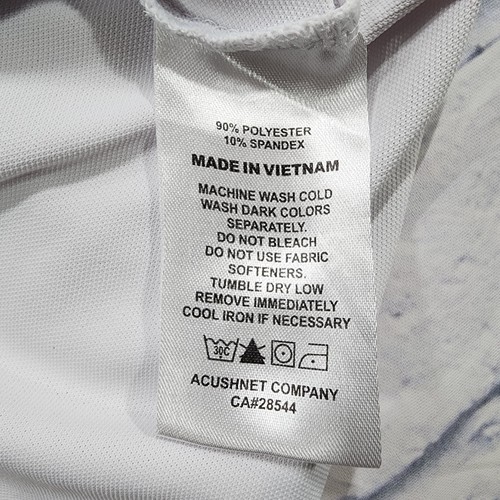 90% POLYESTER
10% SPANDEX
MADE IN VIETNAM
MACHINE WASH COLD
WASH DARK COLORS
SEPARATELY.
DO NOT BLEACH
DO NOT USE FABRIC
SOFTENERS.
TUMBLE DRY LOW
REMOVE IMMEDIATELY
COOL IRON IF NECESSARY
30C
ACUSHNET COMPANY
CA#28544